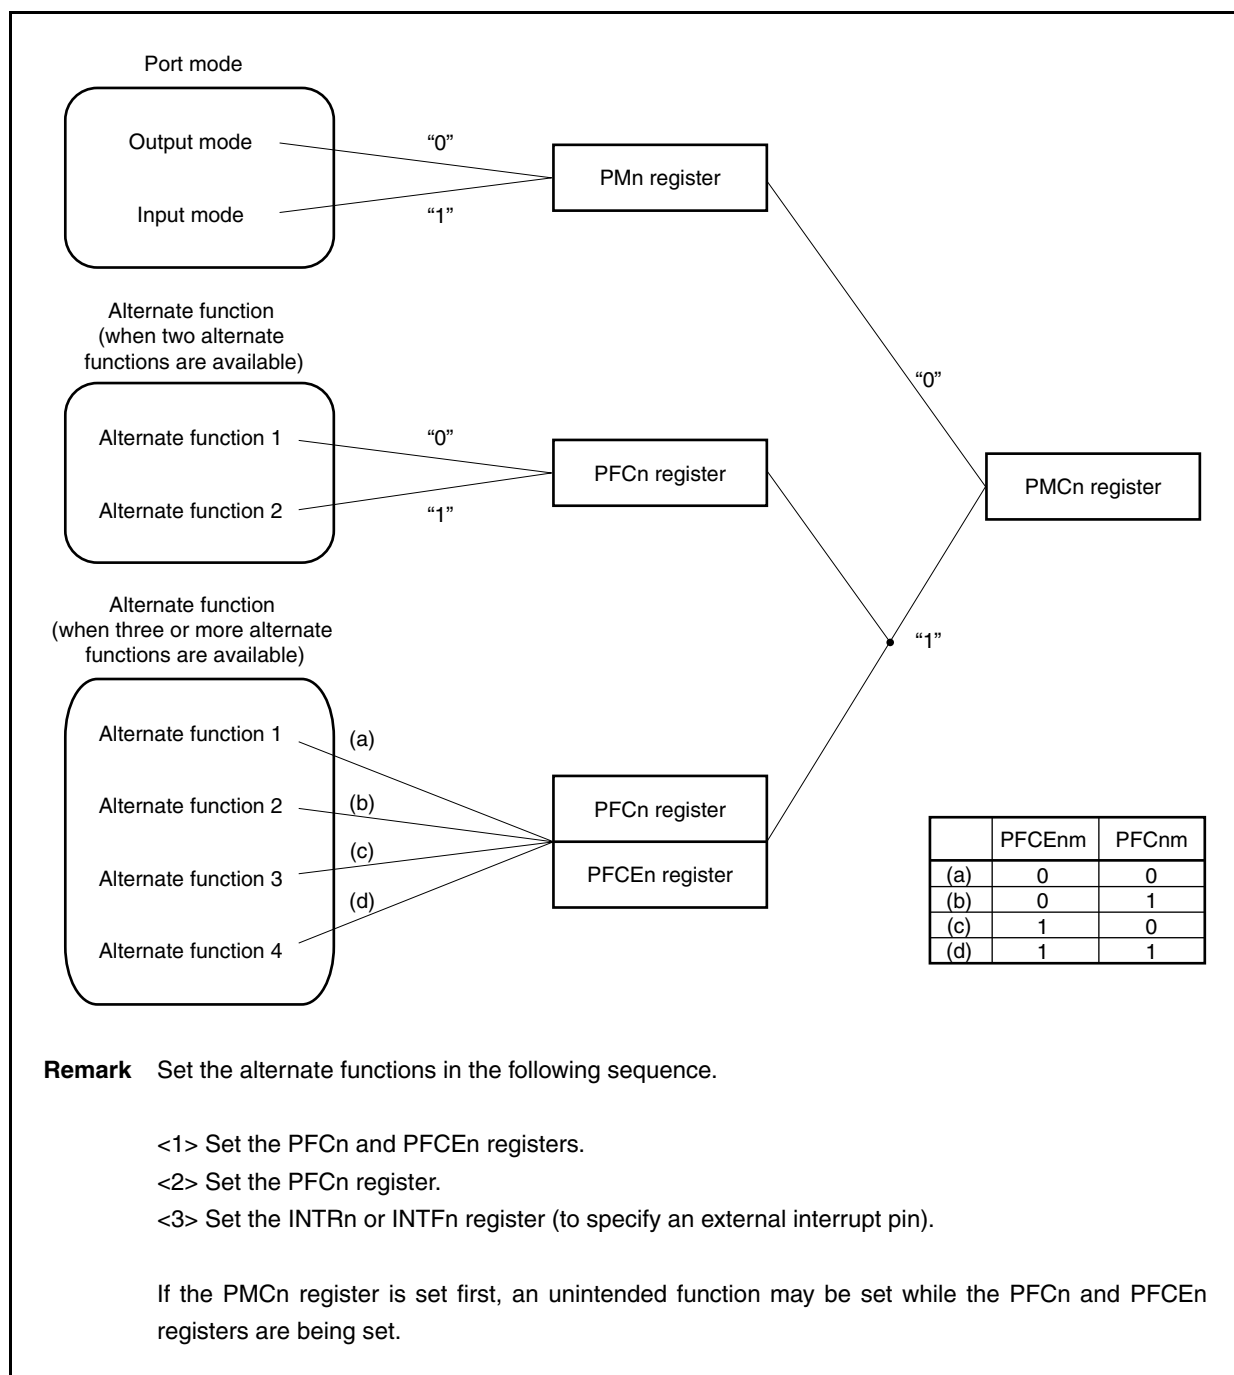 Port mode
Output mode
“0”
PMn register
Input mode
“1”
Alternate function
(when two alternate
functions are available)
“0”
Alternate function 1
“0”
PFCn register
PMCn register
Alternate function 2
“1”
Alternate function
(when three or more alternate
functions are available)
“1”
Alternate function 1
(a)
Alternate function 2
(b)
PFCn register
(c)
Alternate function 3
PFCEn register
(d)
Alternate function 4
PFCEnm PFCnm
(a) 0 0
(b) 0 1
(c) 1 0
(d) 1 1
Remark Set the alternate functions in the following sequence.
<1> Set the PFCn and PFCEn registers.
<2> Set the PFCn register.
<3> Set the INTRn or INTFn register (to specify an external interrupt pin).
If the PMCn register is set first, an unintended function may be set while the PFCn and PFCEn
registers are being set.